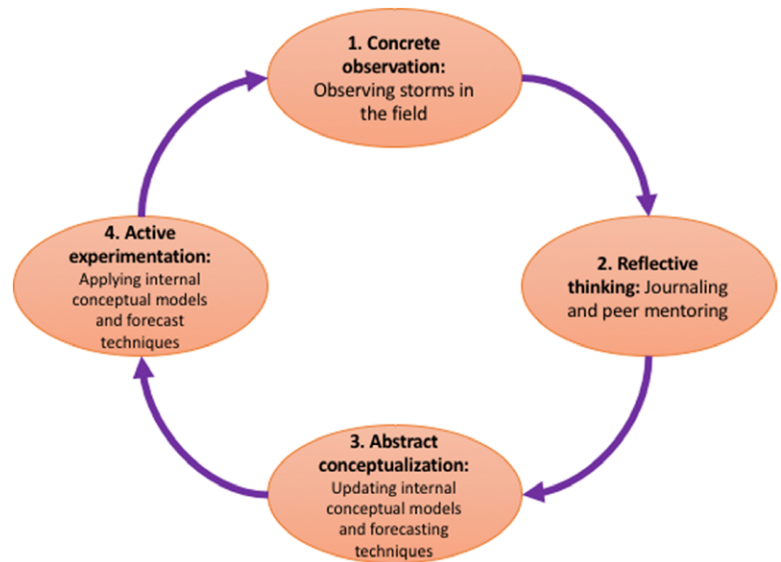 1. Concrete
observation:
Observing storms in
the field
2. Reflective
thinking: Journaling
and peer mentoring
3. Abstract
conceptualization:
Updating internal
conceptual models
and forecasting
techniques
4. Active
experimentation:
Applying internal
conceptual models
and forecast
techniques